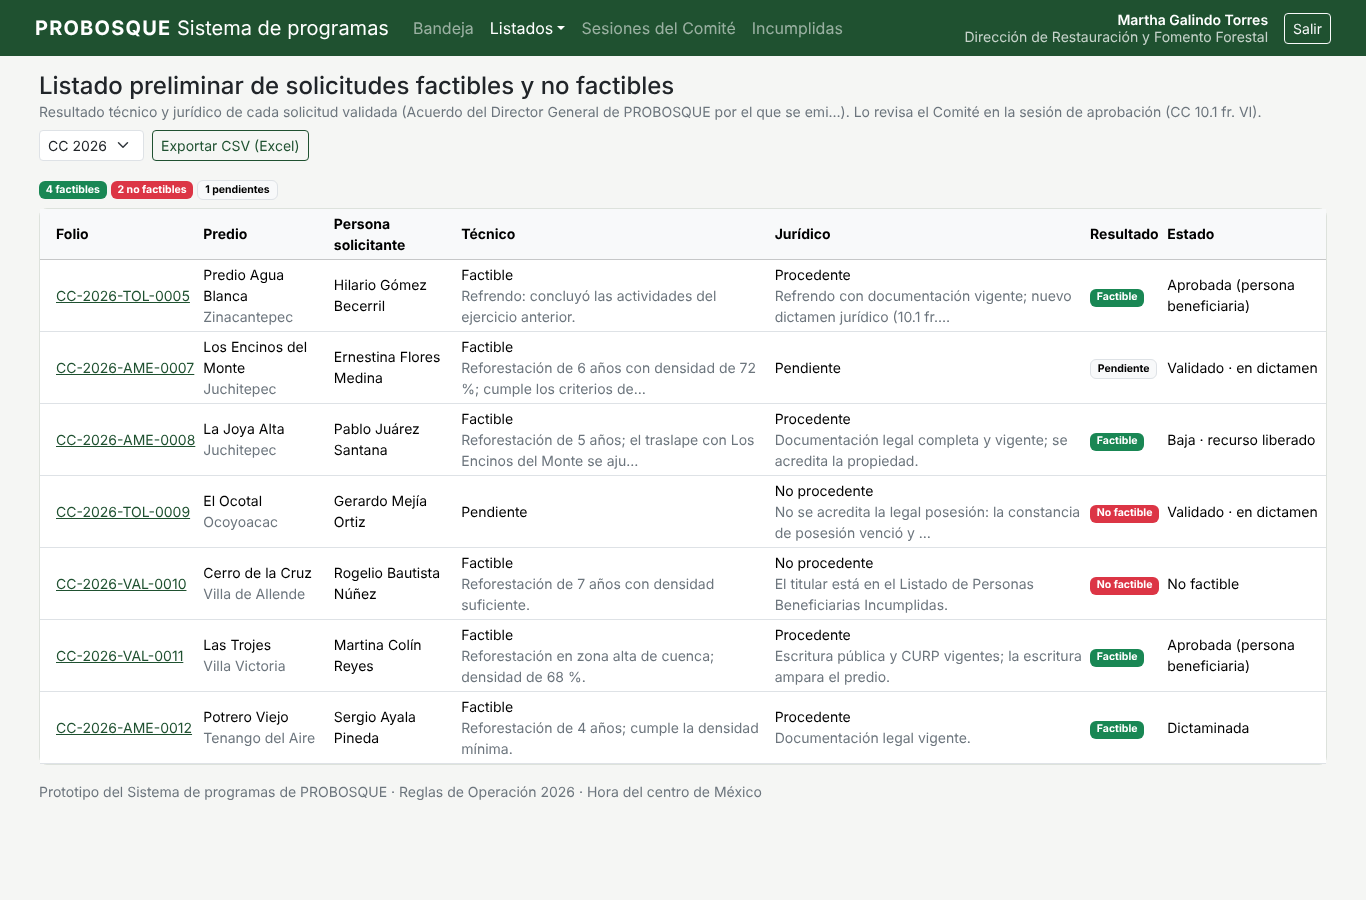 PROBOSQUE Sistema de programas
Bandeja
Listados
Sesiones del Comité
Incumplidas
Martha Galindo Torres
Dirección de Restauración y Fomento Forestal
Salir
Listado preliminar de solicitudes factibles y no factibles
Resultado técnico y jurídico de cada solicitud validada (Acuerdo del Director General de PROBOSQUE por el que se emi...). Lo revisa el Comité en la sesión de aprobación (CC 10.1 fr. VI).
CC 2026
Exportar CSV (Excel)
4 factibles
2 no factibles
1 pendientes
Folio
Predio
Persona
solicitante
Técnico
Jurídico
Resultado
Estado
CC-2026-TOL-0005
Predio Agua
Blanca
Zinacantepec
Hilario Gómez
Becerril
Factible
Refrendo: concluyó las actividades del
ejercicio anterior.
Procedente
Refrendo con documentación vigente; nuevo
dictamen jurídico (10.1 fr....
Factible
Aprobada (persona
beneficiaria)
CC-2026-AME-0007
Los Encinos del
Monte
Juchitepec
Ernestina Flores
Medina
Factible
Reforestación de 6 años con densidad de 72
%; cumple los criterios de...
Pendiente
Pendiente
Validado · en dictamen
CC-2026-AME-0008
La Joya Alta
Juchitepec
Pablo Juárez
Santana
Factible
Reforestación de 5 años; el traslape con Los
Encinos del Monte se aju...
Procedente
Documentación legal completa y vigente; se
acredita la propiedad.
Factible
Baja · recurso liberado
CC-2026-TOL-0009
El Ocotal
Ocoyoacac
Gerardo Mejía
Ortiz
Pendiente
No procedente
No se acredita la legal posesión: la constancia
de posesión venció y ...
No factible
Validado · en dictamen
CC-2026-VAL-0010
Cerro de la Cruz
Villa de Allende
Rogelio Bautista
Núñez
Factible
Reforestación de 7 años con densidad
suficiente.
No procedente
El titular está en el Listado de Personas
Beneficiarias Incumplidas.
No factible
No factible
CC-2026-VAL-0011
Las Trojes
Villa Victoria
Martina Colín
Reyes
Factible
Reforestación en zona alta de cuenca;
densidad de 68 %.
Procedente
Escritura pública y CURP vigentes; la escritura
ampara el predio.
Factible
Aprobada (persona
beneficiaria)
CC-2026-AME-0012
Potrero Viejo
Tenango del Aire
Sergio Ayala
Pineda
Factible
Reforestación de 4 años; cumple la densidad
mínima.
Procedente
Documentación legal vigente.
Factible
Dictaminada
Prototipo del Sistema de programas de PROBOSQUE · Reglas de Operación 2026 · Hora del centro de México